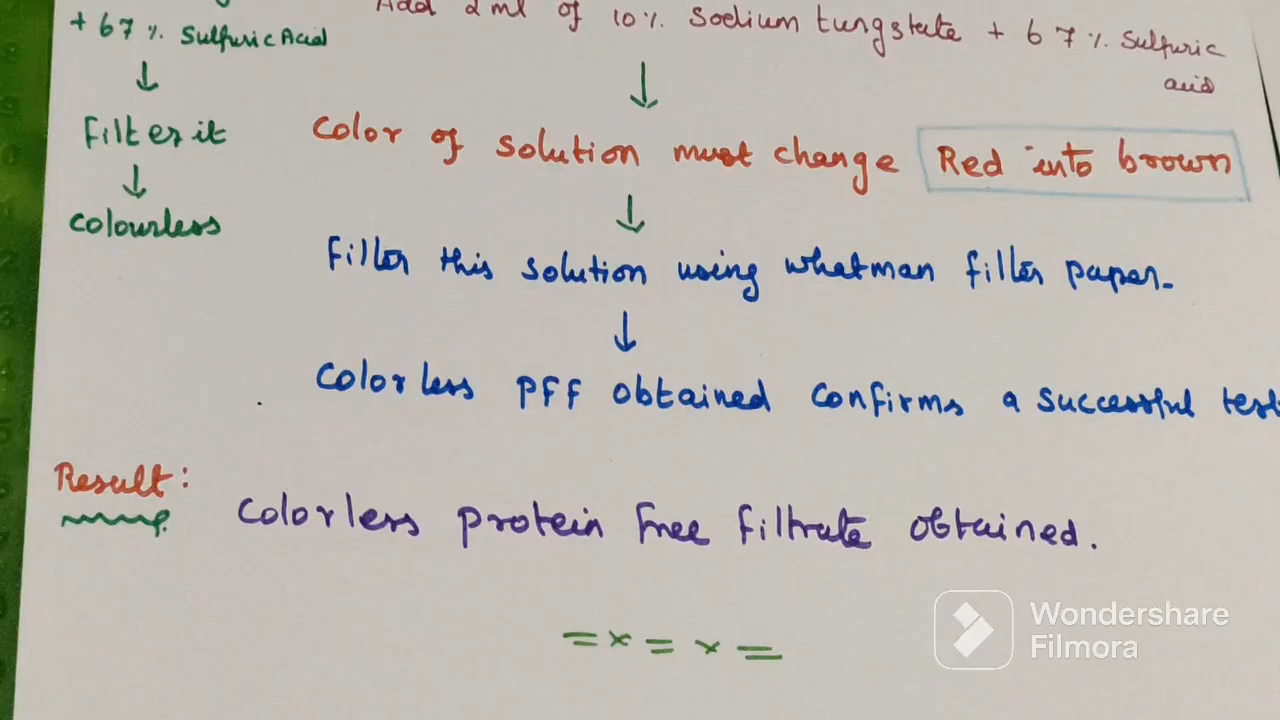 + 67 % Sulfuric Acid
↓
Filter it
↓
Colourless
Add 2 ml of 10% Sodium tungstate + 67 % Sulfuric
acid
↓
Color of solution must change Red into brown
↓
Filter this solution using whatman filter paper.
↓
Colorless PFF obtained confirms a successful test
Result:
Colorless protein free filtrate obtained.
= x = x =
Wondershare
Filmora